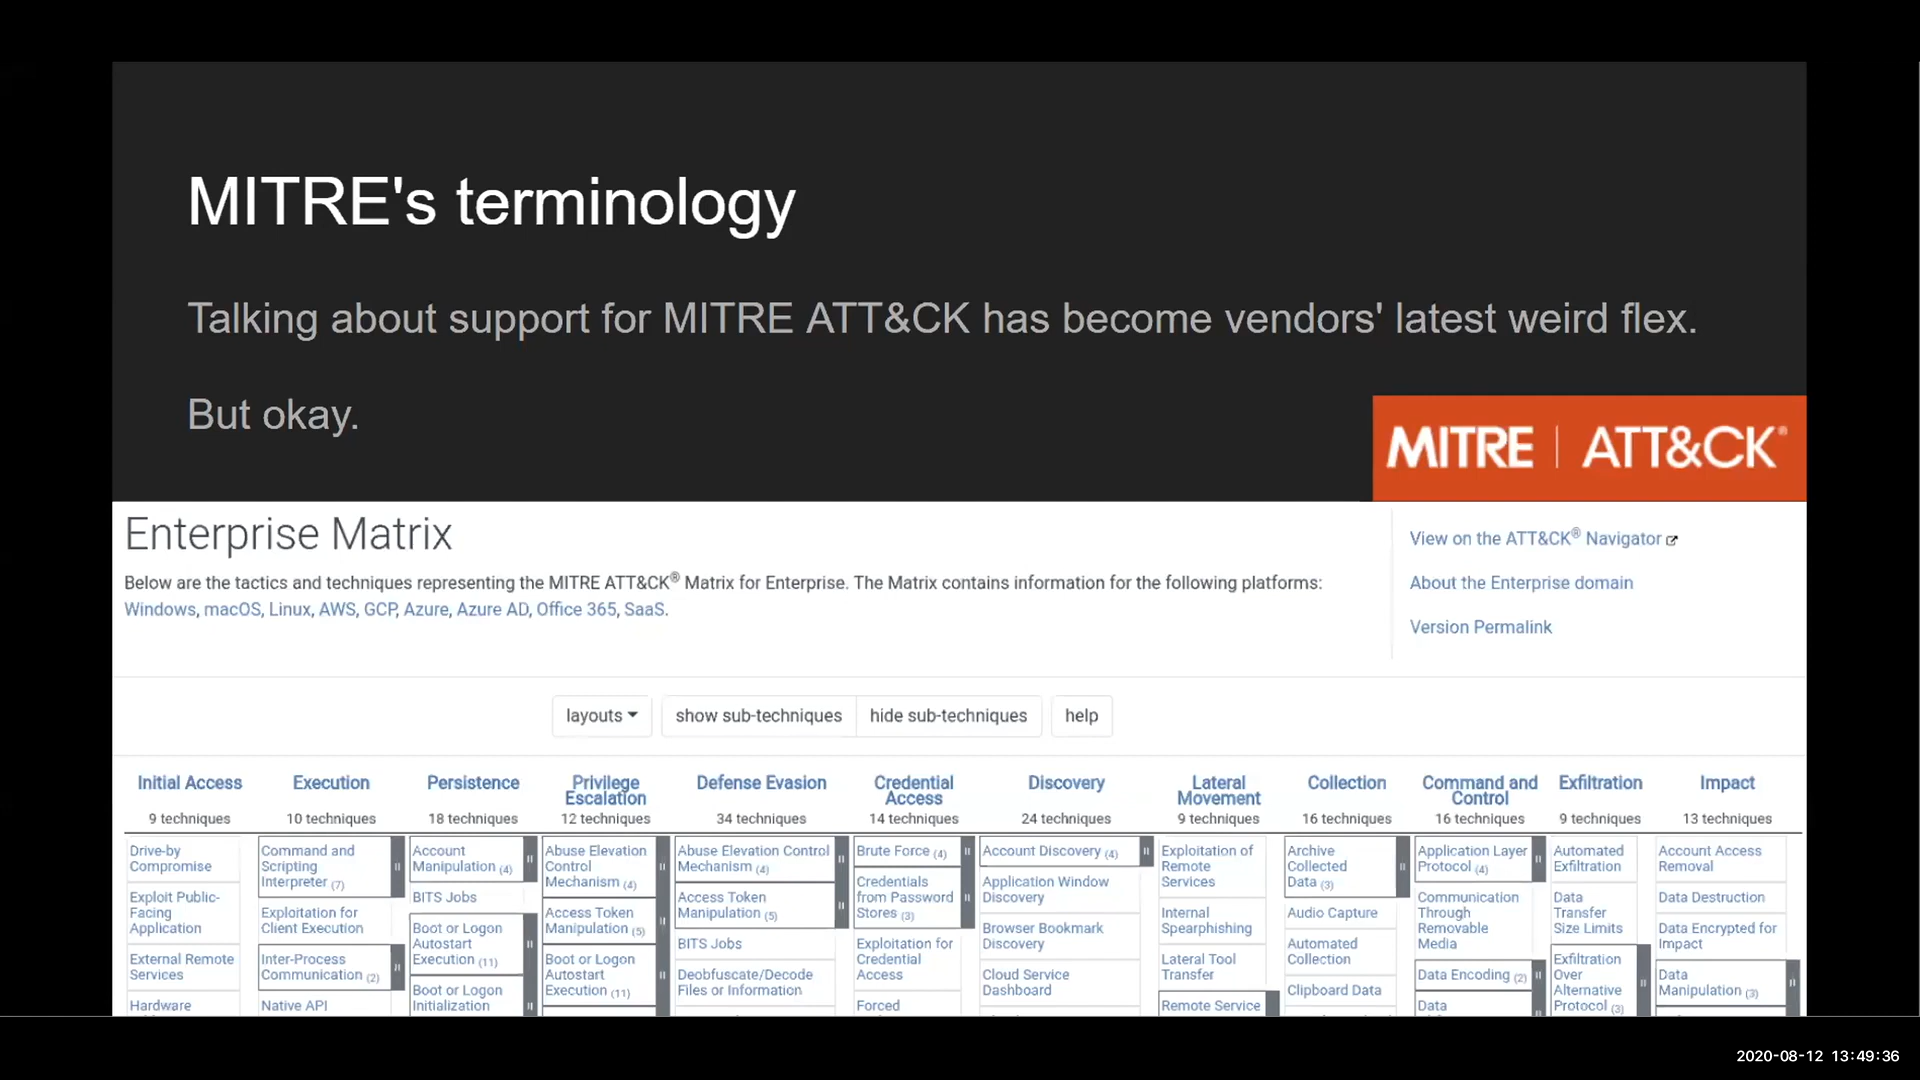 MITRE's terminology
Talking about support for MITRE ATT&CK has become vendors' latest weird flex.
But okay.
MITRE | ATT&CK®
Enterprise Matrix
Below are the tactics and techniques representing the MITRE ATT&CK® Matrix for Enterprise. The Matrix contains information for the following platforms:
Windows, macOS, Linux, AWS, GCP, Azure, Azure AD, Office 365, SaaS.
View on the ATT&CK® Navigator
About the Enterprise domain
Version Permalink
layouts
show sub-techniques
hide sub-techniques
help
Initial Access
9 techniques
Drive-by
Compromise
Exploit Public-
Facing
Application
External Remote
Services
Hardware
Execution
10 techniques
Command and
Scripting
Interpreter (7)
Exploitation for
Client Execution
Inter-Process
Communication (2)
Native API
Persistence
18 techniques
Account
Manipulation (4)
BITS Jobs
Boot or Logon
Autostart
Execution (11)
Boot or Logon
Initialization
Privilege
Escalation
12 techniques
Abuse Elevation
Control
Mechanism (4)
Access Token
Manipulation (5)
Boot or Logon
Autostart
Execution (11)
Defense Evasion
34 techniques
Abuse Elevation Control
Mechanism (4)
Access Token
Manipulation (5)
BITS Jobs
Deobfuscate/Decode
Files or Information
Credential
Access
14 techniques
Brute Force (4)
Credentials
from Password
Stores (3)
Exploitation for
Credential
Access
Forced
Discovery
24 techniques
Account Discovery (4)
Application Window
Discovery
Browser Bookmark
Discovery
Cloud Service
Dashboard
Lateral
Movement
9 techniques
Exploitation of
Remote
Services
Internal
Spearphishing
Lateral Tool
Transfer
Remote Service
Collection
16 techniques
Archive
Collected
Data (3)
Audio Capture
Automated
Collection
Clipboard Data
Command and
Control
16 techniques
Application Layer
Protocol (4)
Communication
Through
Removable
Media
Data Encoding (2)
Data
Exfiltration
9 techniques
Automated
Exfiltration
Data
Transfer
Size Limits
Exfiltration
Over
Alternative
Protocol (3)
Impact
13 techniques
Account Access
Removal
Data Destruction
Data Encrypted for
Impact
Data
Manipulation (3)
2020-08-12 13:49:36